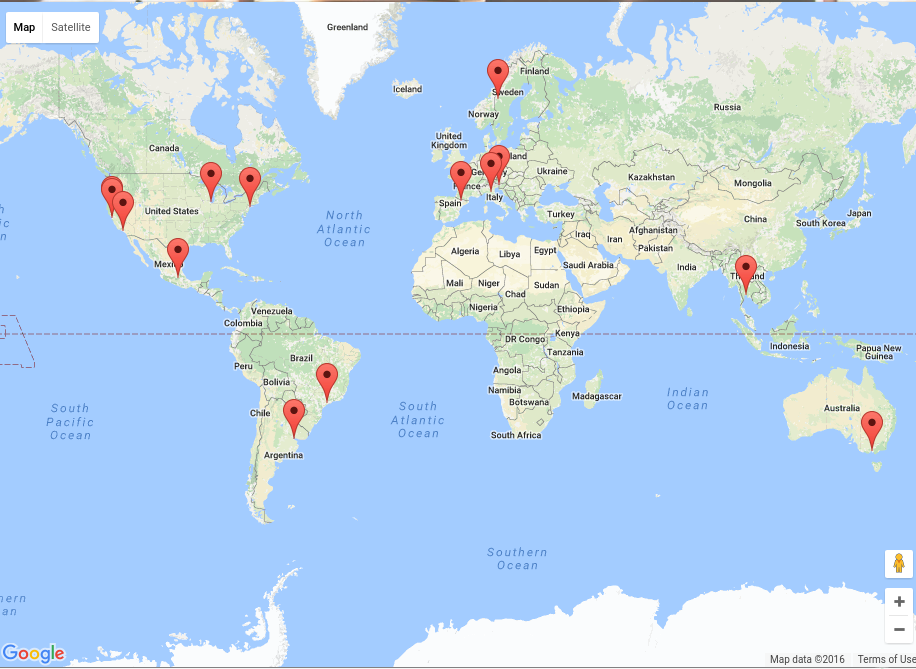 Map
Satellite
Greenland
Iceland
Finland
Sweden
Norway
Russia
United
Kingdom
Canada
Ukraine
Kazakhstan
Mongolia
Spain
Italy
Turkey
United States
China
Japan
South Korea
Afghanistan
Iraq
Iran
Pakistan
North
Atlantic
Ocean
Algeria
Libya
Egypt
Saudi Arabia
India
Mali
Niger
Chad
Sudan
Nigeria
Ethiopia
Venezuela
Colombia
DR Congo
Kenya
Tanzania
Indonesia
Papua New
Guinea
Peru
Brazil
Bolivia
Angola
Namibia
Botswana
Madagascar
Indian
Ocean
Australia
South
Pacific
Ocean
Chile
South
Atlantic
Ocean
South Africa
Argentina
Southern
Ocean
Google
Map data ©2016
Terms of Use